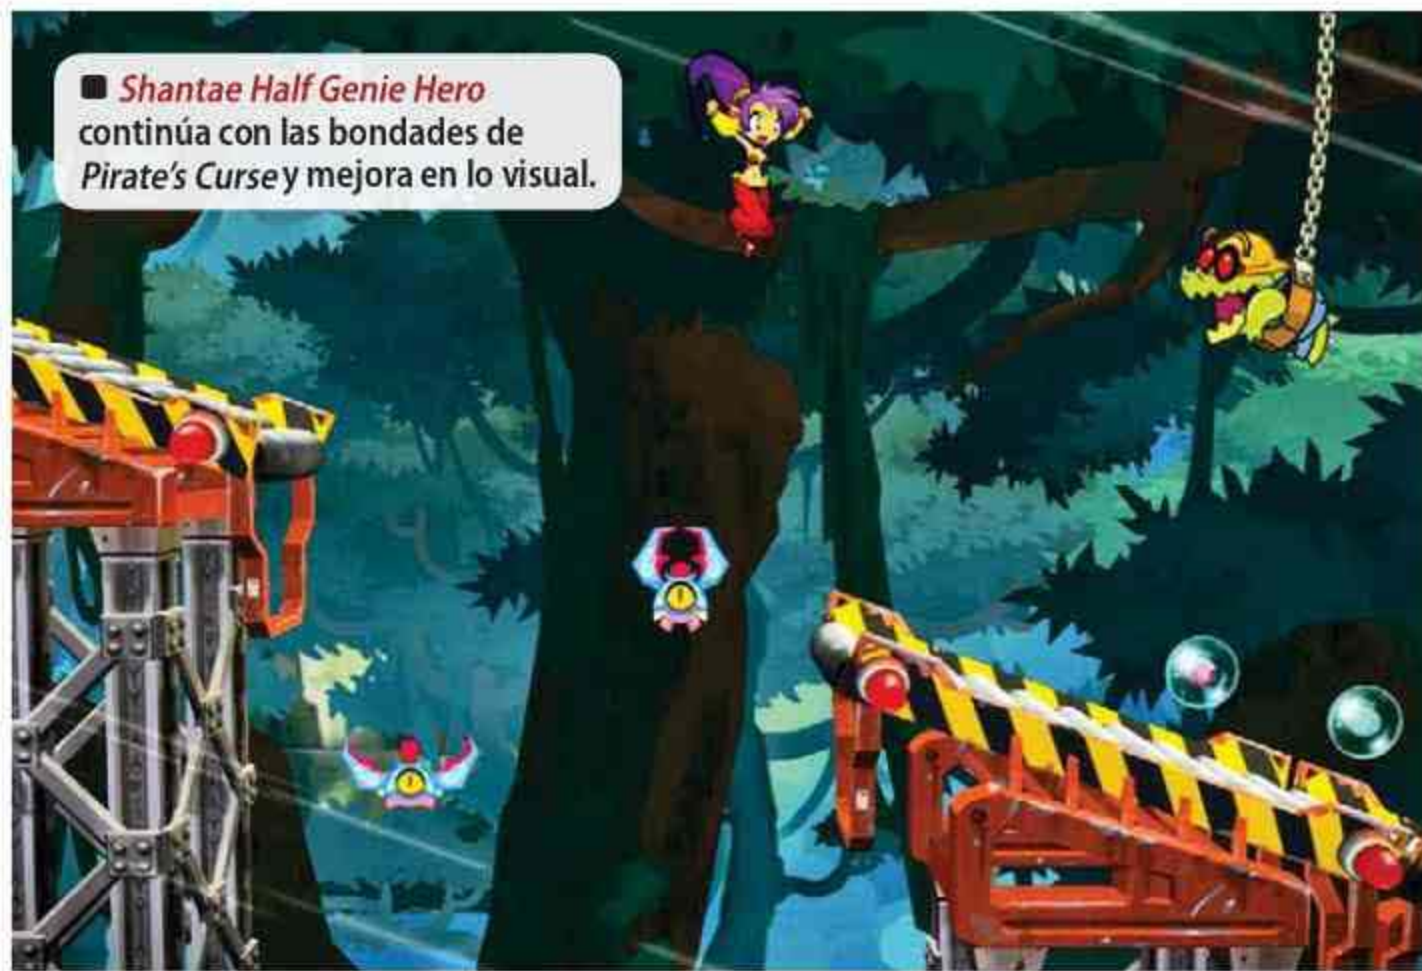 ■ Shantae Half Genie Hero
continúa con las bondades de
Pirate's Curse y mejora en lo visual.